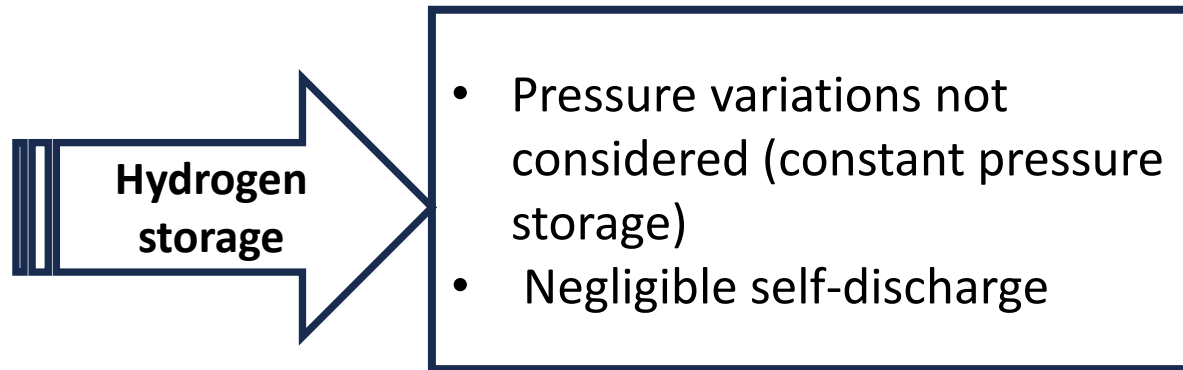 Hydrogen
storage
• Pressure variations not
considered (constant pressure
storage)
• Negligible self-discharge